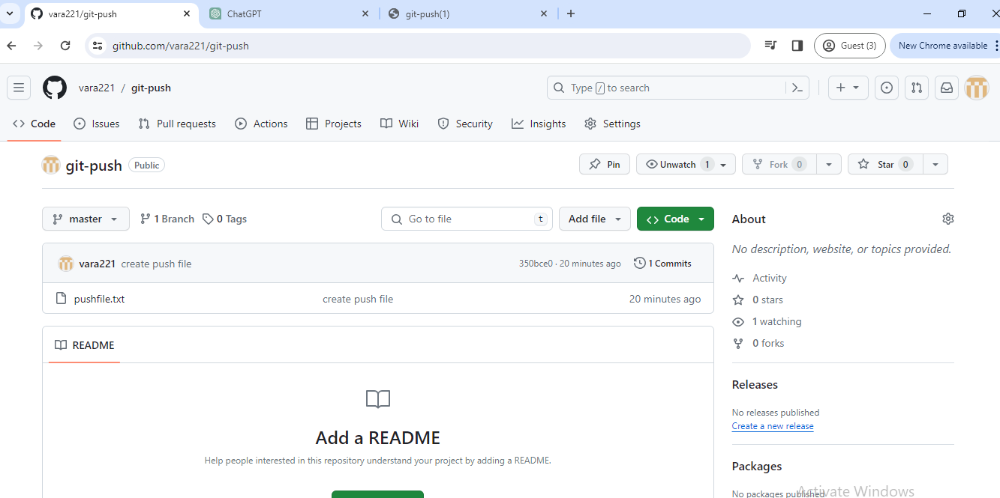 vara221/git-push
ChatGPT
git-push(1)
github.com/vara221/git-push
Guest (3)
New Chrome available
vara221 / git-push
Type / to search
Code
Issues
Pull requests
Actions
Projects
Wiki
Security
Insights
Settings
git-push Public
Pin
Unwatch 1
Fork 0
Star 0
master
1 Branch
0 Tags
Go to file t
Add file
Code
vara221 create push file
350bce0 · 20 minutes ago
1 Commits
pushfile.txt
create push file
20 minutes ago
README
Add a README
Help people interested in this repository understand your project by adding a README.
About
No description, website, or topics provided.
Activity
0 stars
1 watching
0 forks
Releases
No releases published
Create a new release
Packages
No packages published
Activate Windows